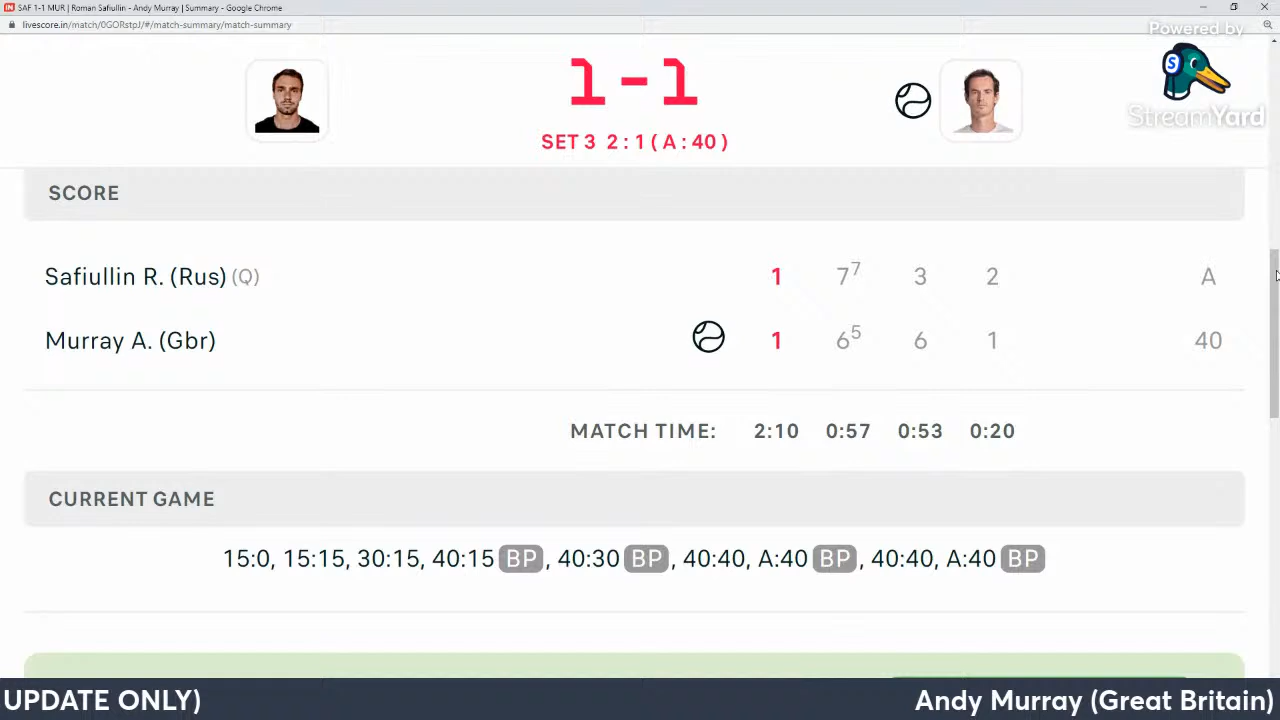 SAF 1-1 MUR | Roman Safiullin - Andy Murray | Summary - Google Chrome
livescore.in/match/0GORstpJ/#/match-summary/match-summary
Powered by
StreamYard
1 - 1
SET 3 2 : 1 ( A : 40 )
SCORE
Safiullin R. (Rus) (Q) 1 7⁷ 3 2 A
Murray A. (Gbr) 1 6⁵ 6 1 40
MATCH TIME: 2:10 0:57 0:53 0:20
CURRENT GAME
15:0, 15:15, 30:15, 40:15 BP, 40:30 BP, 40:40, A:40 BP, 40:40, A:40 BP
UPDATE ONLY) Andy Murray (Great Britain)